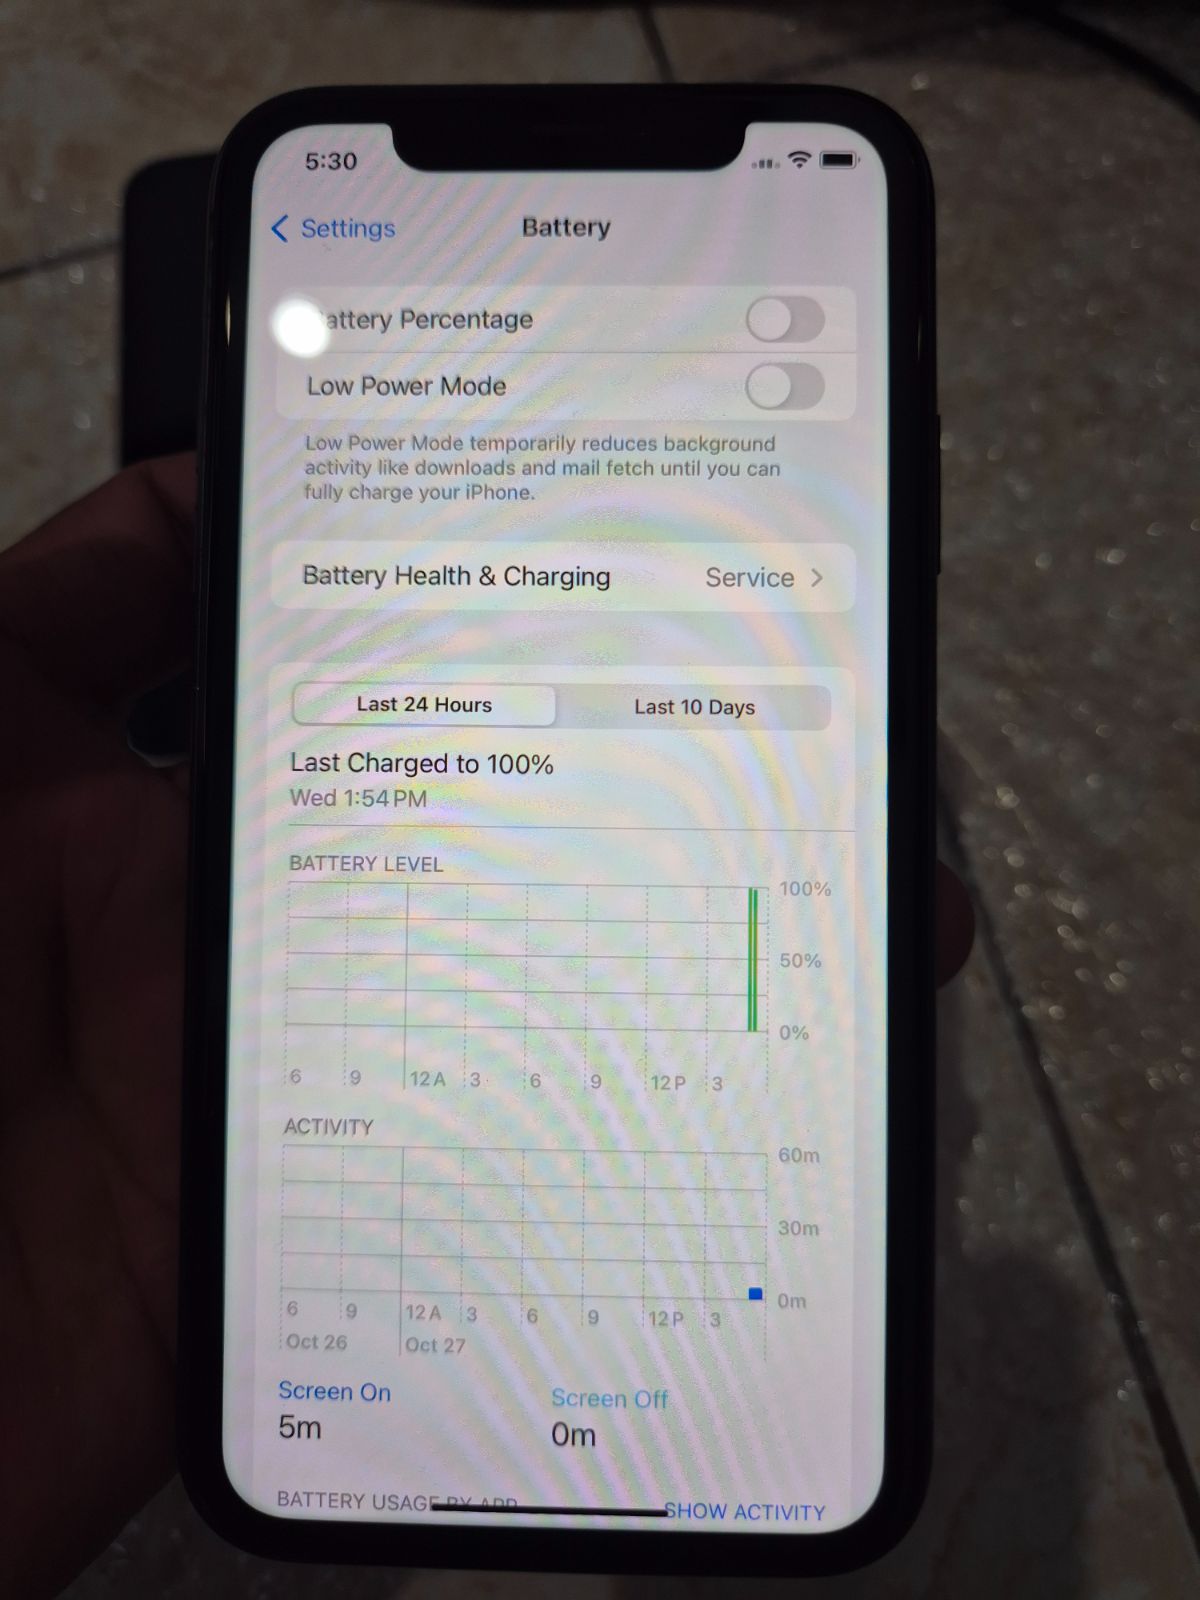 5:30
Settings
Battery
attery Percentage
Low Power Mode
Low Power Mode temporarily reduces background
activity like downloads and mail fetch until you can
fully charge your iPhone.
Battery Health & Charging Service
Last 24 Hours Last 10 Days
Last Charged to 100%
Wed 1:54 PM
BATTERY LEVEL
100%
50%
0%
6 9 12 A 3 6 9 12 P 3
ACTIVITY
60m
30m
0m
6 9 12 A 3 6 9 12 P 3
Oct 26 Oct 27
Screen On Screen Off
5m 0m
BATTERY USAGE BY APP SHOW ACTIVITY